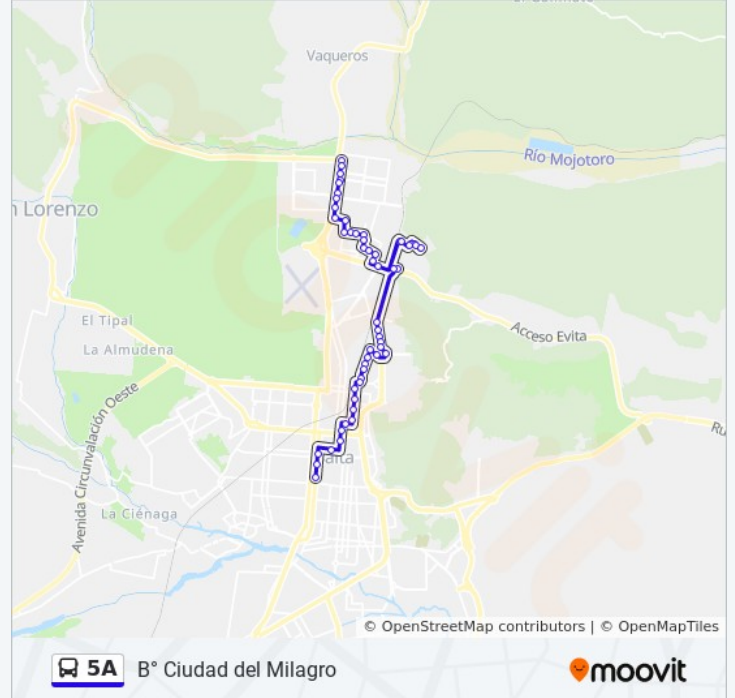 Vaqueros
Río Mojotoro
n Lorenzo
El Tipal
La Almudena
Acceso Evita
Avenida Circunvalación Oeste
Ru
alta
La Ciénaga
© OpenStreetMap contributors | © OpenMapTiles
5A B° Ciudad del Milagro
moovit